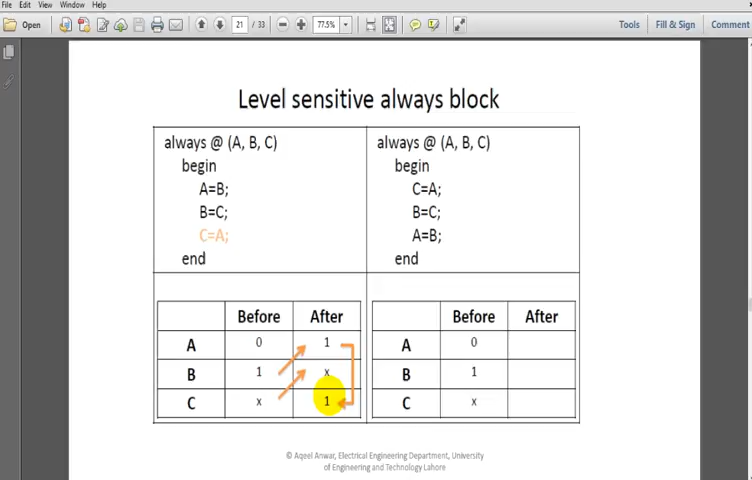 File Edit View Window Help
Open 21 / 33 77.5% Tools Fill & Sign Comment
Level sensitive always block
always @ (A, B, C)
begin
A=B;
B=C;
C=A;
end
always @ (A, B, C)
begin
C=A;
B=C;
A=B;
end
Before After
A 0 1
B 1 x
C x 1
Before After
A 0
B 1
C x
© Aqeel Anwar, Electrical Engineering Department, University
of Engineering and Technology Lahore